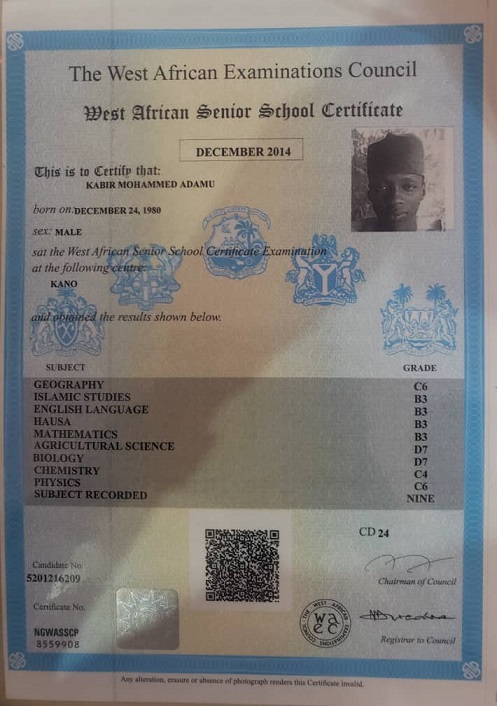 The West African Examinations Council
West African Senior School Certificate
DECEMBER 2014
This is to Certify that:
KABIR MOHAMMED ADAMU
born on: DECEMBER 24, 1980
sex: MALE
sat the West African Senior School Certificate Examination
at the following centre:
KANO
and obtained the results shown below.
SUBJECT GRADE
GEOGRAPHY C6
ISLAMIC STUDIES B3
ENGLISH LANGUAGE B3
HAUSA B3
MATHEMATICS B3
AGRICULTURAL SCIENCE D7
BIOLOGY D7
CHEMISTRY C4
PHYSICS C6
SUBJECT RECORDED NINE
CD 24
Candidate No.
5201216209
Chairman of Council
Certificate No.
NGWASSCP
8559908
THE WEST AFRICAN EXAMINATIONS COUNCIL
wa
ec
Registrar to Council
Any alteration, erasure or absence of photograph renders this Certificate invalid.